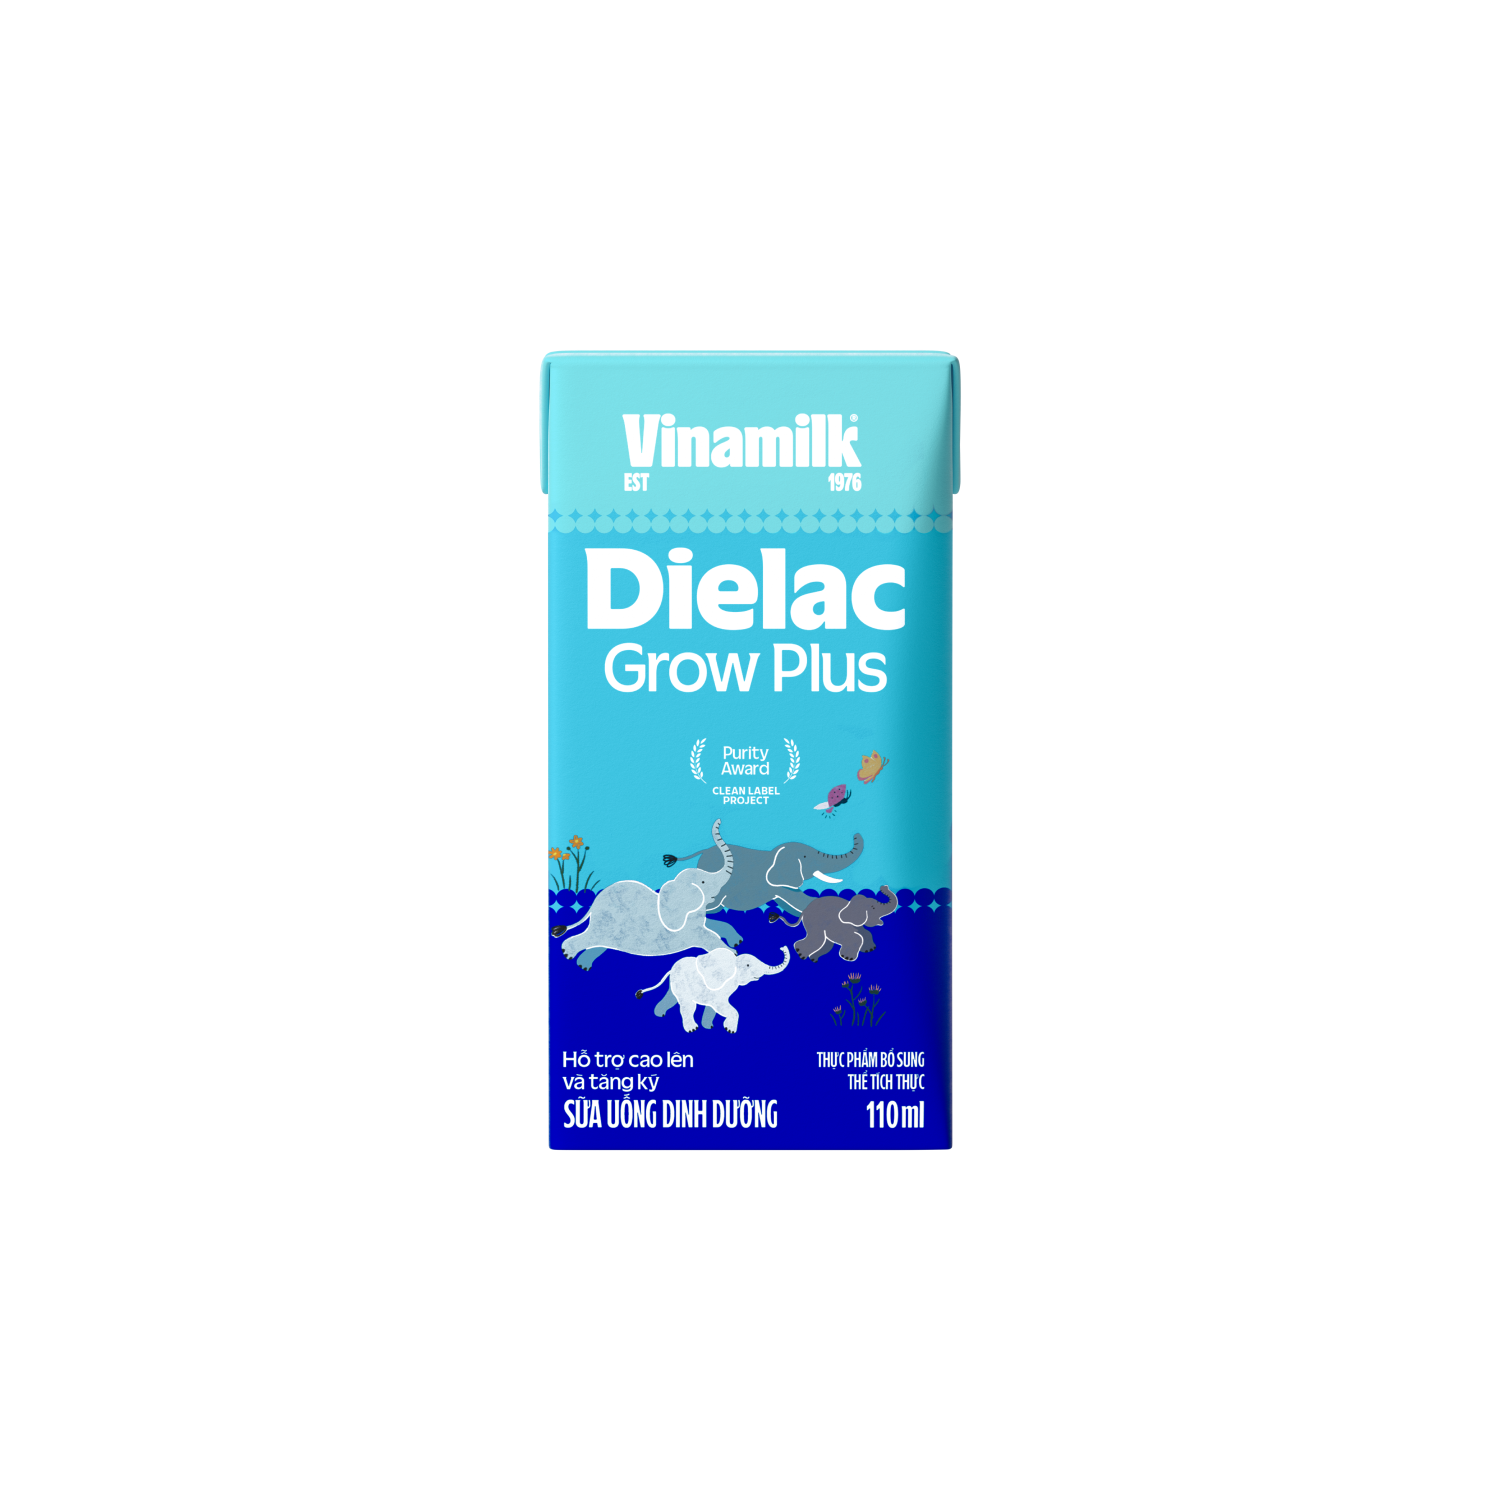 Vinamilk®
EST 1976
Dielac
Grow Plus
Purity
Award
CLEAN LABEL
PROJECT
Hỗ trợ cao lên
và tăng ký
SỮA UỐNG DINH DƯỠNG
THỰC PHẨM BỔ SUNG
THỂ TÍCH THỰC
110 ml